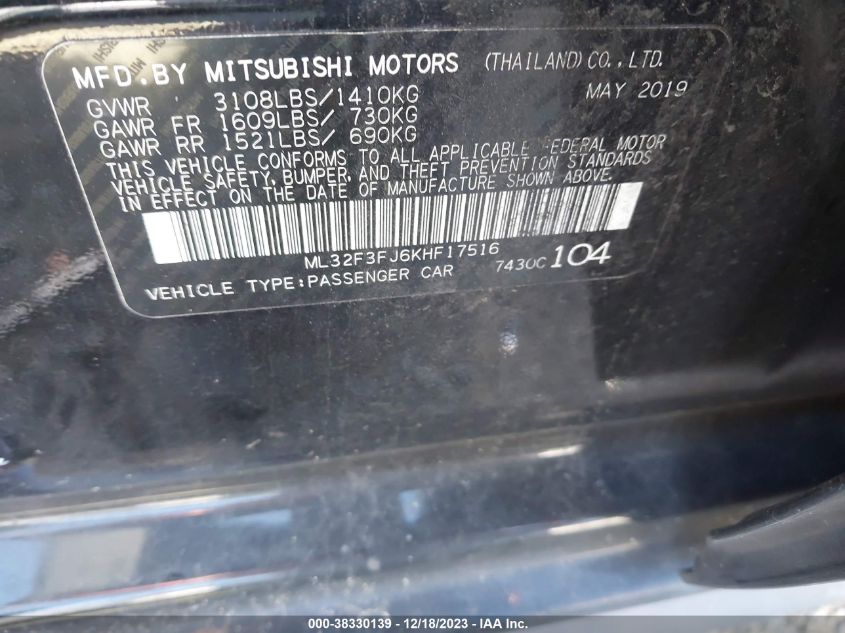 MFD.BY MITSUBISHI MOTORS (THAILAND)CO.,LTD.
GVWR 3108LBS/1410KG MAY 2019
GAWR FR 1609LBS/ 730KG
GAWR RR 1521LBS/ 690KG
THIS VEHICLE CONFORMS TO ALL APPLICABLE FEDERAL MOTOR
VEHICLE SAFETY, BUMPER, AND THEFT PREVENTION STANDARDS
IN EFFECT ON THE DATE OF MANUFACTURE SHOWN ABOVE.
ML32F3FJ6KHF17516
VEHICLE TYPE:PASSENGER CAR 7430C 104
000-38330139 - 12/18/2023 - IAA Inc.